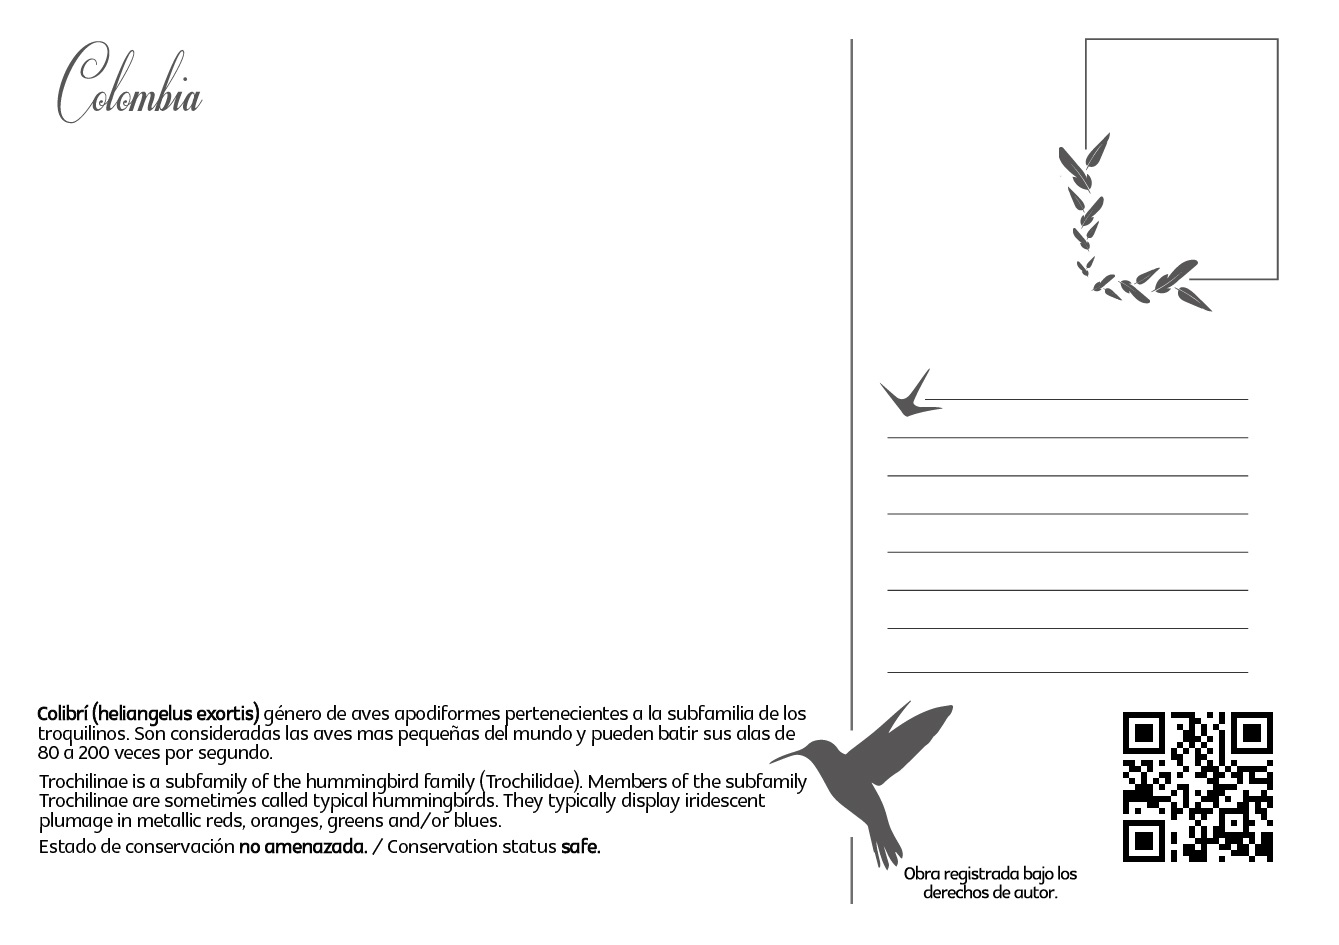 Colombia
Colibrí (heliangelus exortis) género de aves apodiformes pertenecientes a la subfamilia de los
troquilinos. Son consideradas las aves mas pequeñas del mundo y pueden batir sus alas de
80 a 200 veces por segundo.
Trochilinae is a subfamily of the hummingbird family (Trochilidae). Members of the subfamily
Trochilinae are sometimes called typical hummingbirds. They typically display iridescent
plumage in metallic reds, oranges, greens and/or blues.
Estado de conservación no amenazada. / Conservation status safe.
Obra registrada bajo los
derechos de autor.